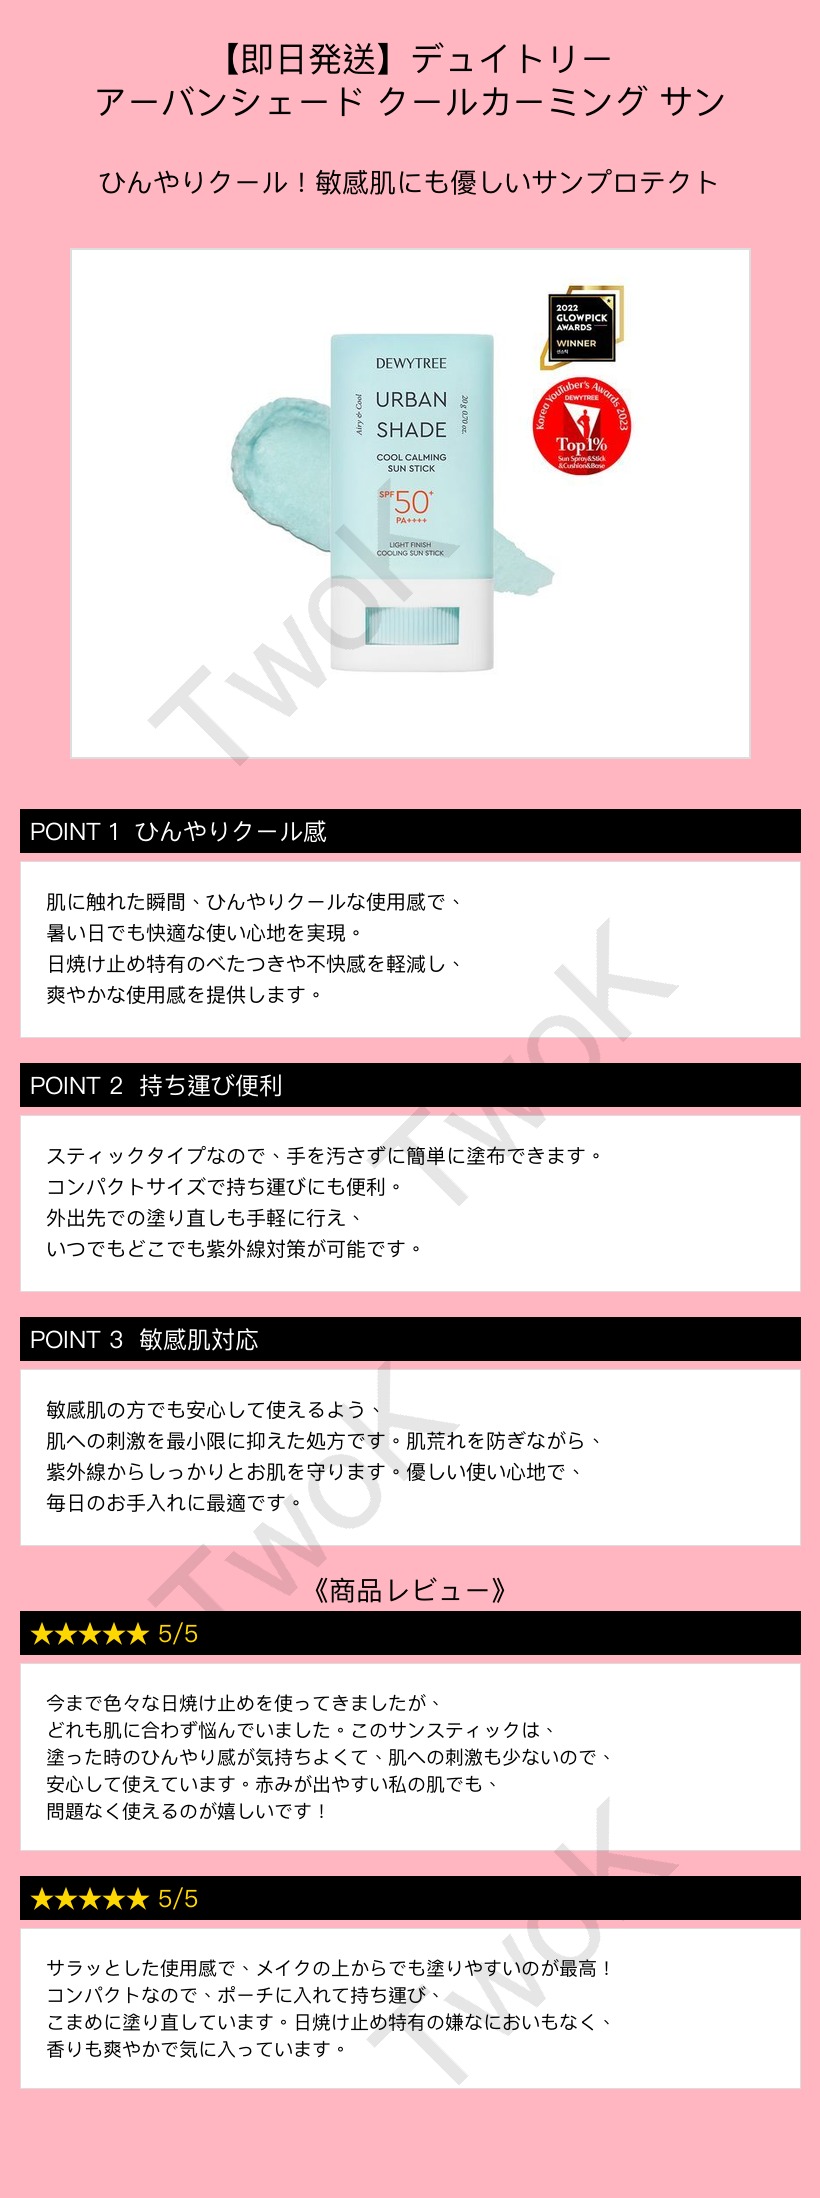 【即日発送】デュイトリー
アーバンシェード クールカーミング サン
ひんやりクール！敏感肌にも優しいサンプロテクト
2022
GLOWPICK
AWARDS
WINNER
선스틱
Korea YouTuber's Awards 2023
DEWYTREE
Top1%
Sun Spray&Stick
&Cushion&Base
DEWYTREE
Airy & Cool
URBAN
SHADE
20 g 0.70 oz.
COOL CALMING
SUN STICK
SPF50+
PA++++
LIGHT FINISH
COOLING SUN STICK
TwoK
POINT 1 ひんやりクール感
肌に触れた瞬間、ひんやりクールな使用感で、
暑い日でも快適な使い心地を実現。
日焼け止め特有のべたつきや不快感を軽減し、
爽やかな使用感を提供します。
TwoK
POINT 2 持ち運び便利
スティックタイプなので、手を汚さずに簡単に塗布できます。
コンパクトサイズで持ち運びにも便利。
外出先での塗り直しも手軽に行え、
いつでもどこでも紫外線対策が可能です。
POINT 3 敏感肌対応
敏感肌の方でも安心して使えるよう、
肌への刺激を最小限に抑えた処方です。肌荒れを防ぎながら、
紫外線からしっかりとお肌を守ります。優しい使い心地で、
毎日のお手入れに最適です。
TwoK
《商品レビュー》
★★★★★ 5/5
今まで色々な日焼け止めを使ってきましたが、
どれも肌に合わず悩んでいました。このサンスティックは、
塗った時のひんやり感が気持ちよくて、肌への刺激も少ないので、
安心して使えています。赤みが出やすい私の肌でも、
問題なく使えるのが嬉しいです！
★★★★★ 5/5
サラッとした使用感で、メイクの上からでも塗りやすいのが最高！
コンパクトなので、ポーチに入れて持ち運び、
こまめに塗り直しています。日焼け止め特有の嫌なにおいもなく、
香りも爽やかで気に入っています。
TwoK